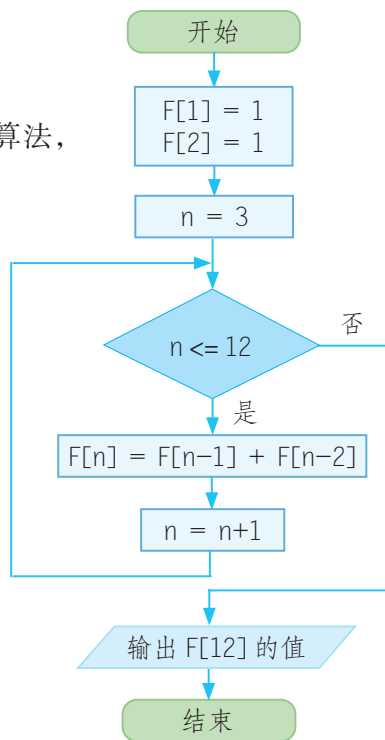 开始
F[1] = 1
F[2] = 1
算法，
n = 3
n <= 12
否
是
F[n] = F[n−1] + F[n−2]
n = n+1
输出 F[12] 的值
结束